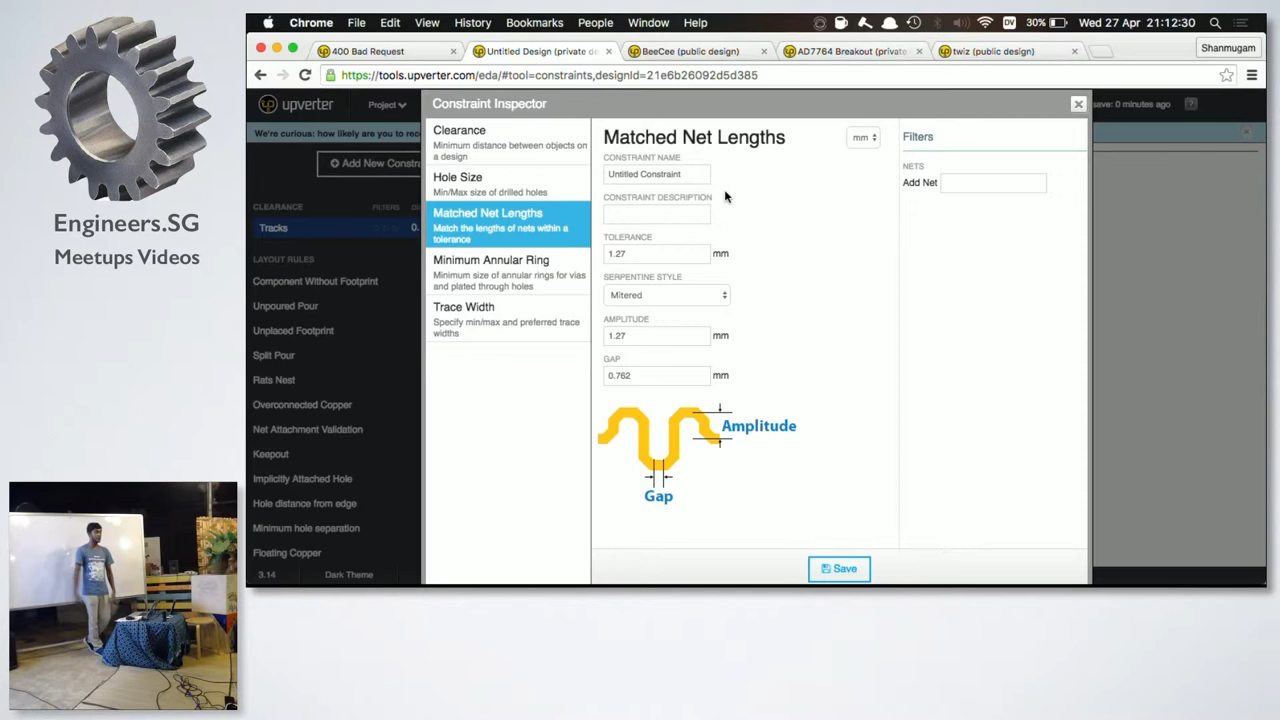 Engineers.SG
Meetups Videos
Chrome File Edit View History Bookmarks People Window Help
DV 30% Wed 27 Apr 21:12:30
400 Bad Request
Untitled Design (private de
BeeCee (public design)
AD7764 Breakout (private
twiz (public design)
Shanmugam
https://tools.upverter.com/eda/#tool=constraints,designId=21e6b26092d5d385
upverter
Project
save: 0 minutes ago
?
We're curious: how likely are you to reco
Add New Constra
CLEARANCE FILTERS
Tracks 0.
LAYOUT RULES
Component Without Footprint
Unpoured Pour
Unplaced Footprint
Split Pour
Rats Nest
Overconnected Copper
Net Attachment Validation
Keepout
Implicitly Attached Hole
Hole distance from edge
Minimum hole separation
Floating Copper
3.14 Dark Theme
Constraint Inspector
Clearance
Minimum distance between objects on
a design
Hole Size
Min/Max size of drilled holes
Matched Net Lengths
Match the lengths of nets within a
tolerance
Minimum Annular Ring
Minimum size of annular rings for vias
and plated through holes
Trace Width
Specify min/max and preferred trace
widths
Matched Net Lengths
mm
CONSTRAINT NAME
Untitled Constraint
CONSTRAINT DESCRIPTION
TOLERANCE
1.27 mm
SERPENTINE STYLE
Mitered
AMPLITUDE
1.27 mm
GAP
0.762 mm
Amplitude
Gap
Save
Filters
NETS
Add Net